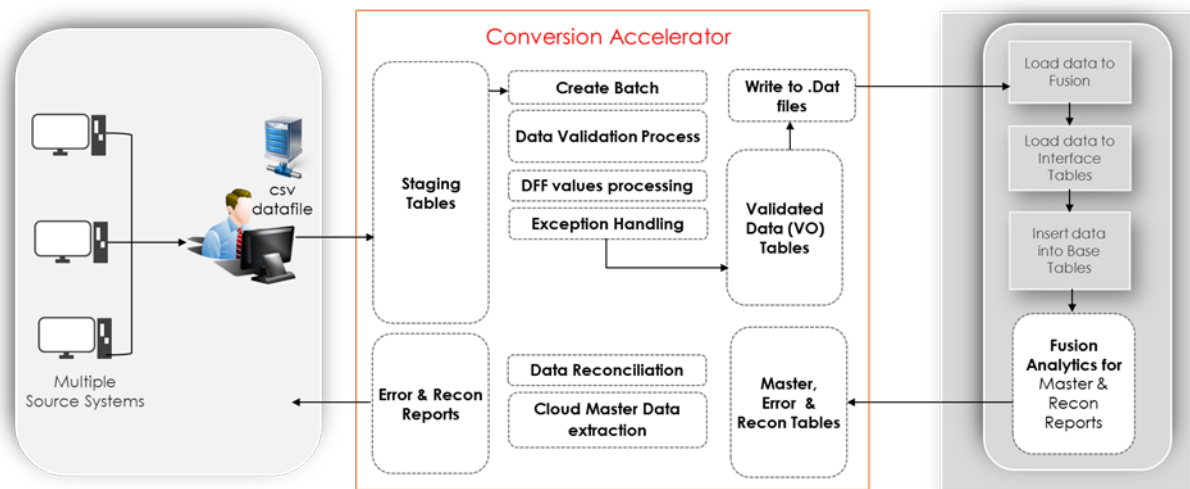 Conversion Accelerator
csv
datafile
Multiple
Source Systems
Staging
Tables
Create Batch
Data Validation Process
DFF values processing
Exception Handling
Write to .Dat
files
Validated
Data (VO)
Tables
Error & Recon
Reports
Data Reconciliation
Cloud Master Data
extraction
Master,
Error &
Recon Tables
Load data to
Fusion
Load data to
Interface
Tables
Insert data
into Base
Tables
Fusion
Analytics for
Master &
Recon
Reports